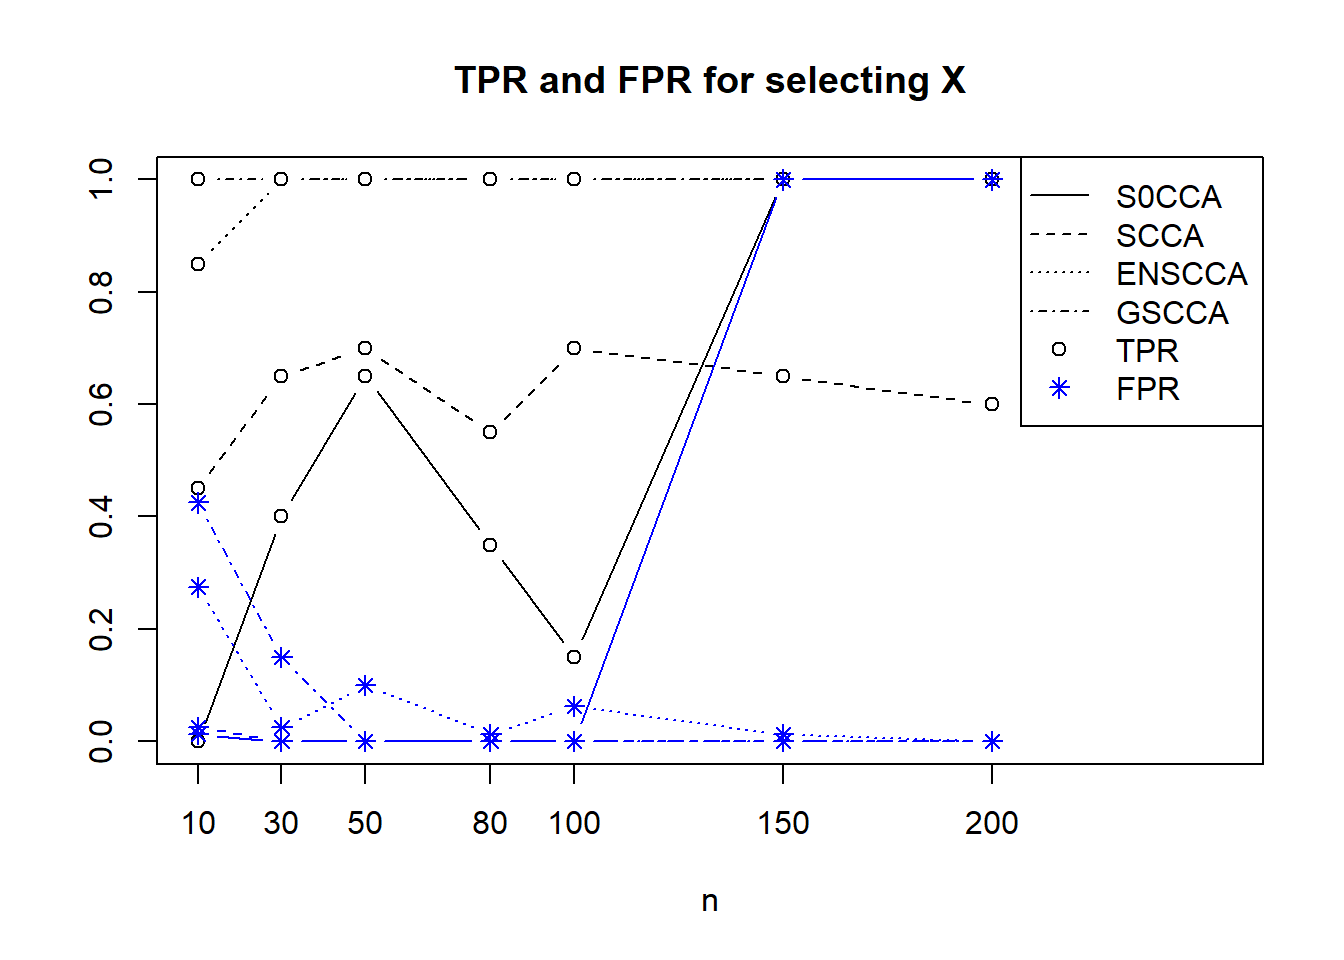 TPR and FPR for selecting X
1.0
0.8
0.6
0.4
0.2
0.0
S0CCA
SCCA
ENSCCA
GSCCA
TPR
FPR
10 30 50 80 100 150 200
n